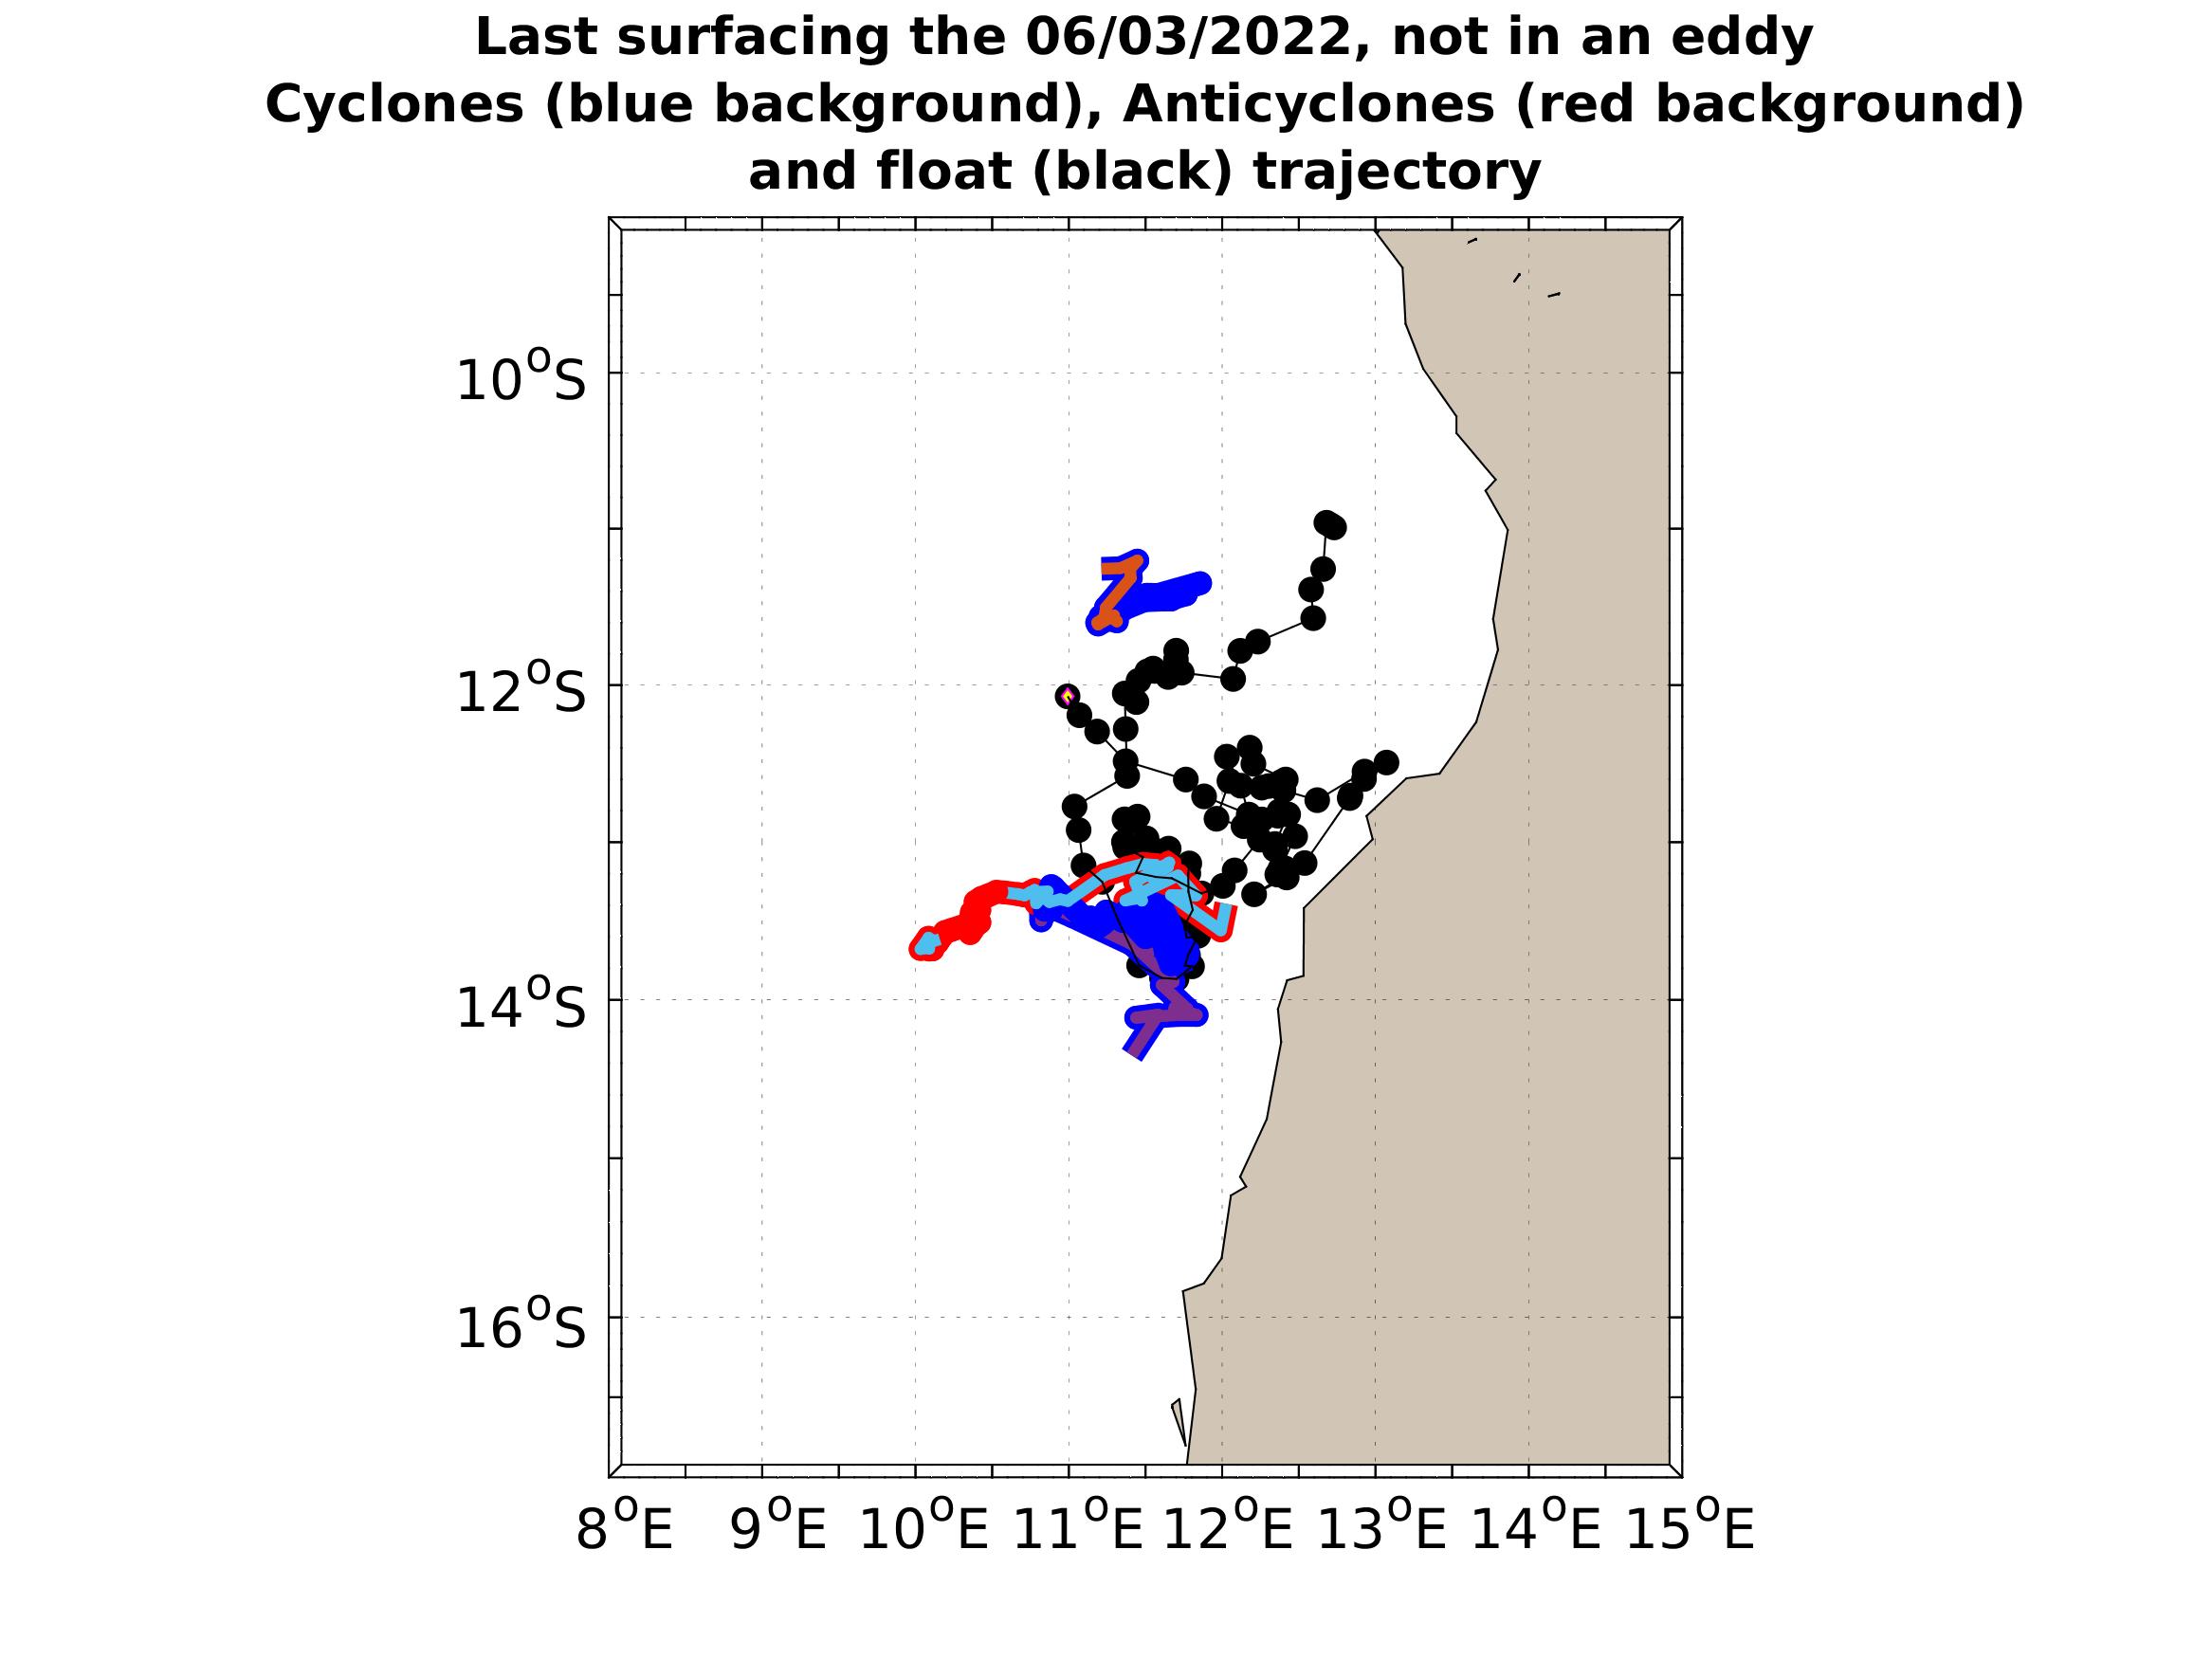 Last surfacing the 06/03/2022, not in an eddy
Cyclones (blue background), Anticyclones (red background)
and float (black) trajectory
10°S
12°S
14°S
16°S
8°E 9°E 10°E 11°E 12°E 13°E 14°E 15°E